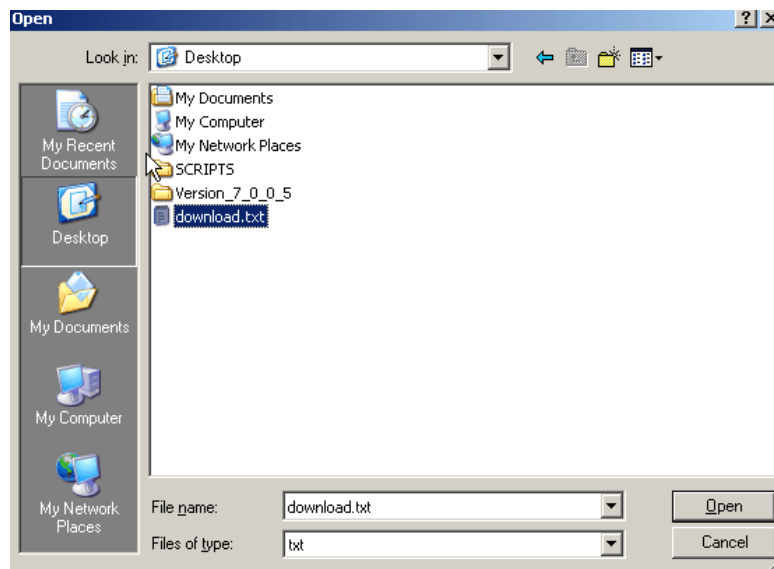 Open
Look in: Desktop
My Documents
My Computer
My Network Places
SCRIPTS
Version_7_0_0_5
download.txt
My Recent
Documents
Desktop
My Documents
My Computer
My Network
Places
File name: download.txt Open
Files of type: txt Cancel